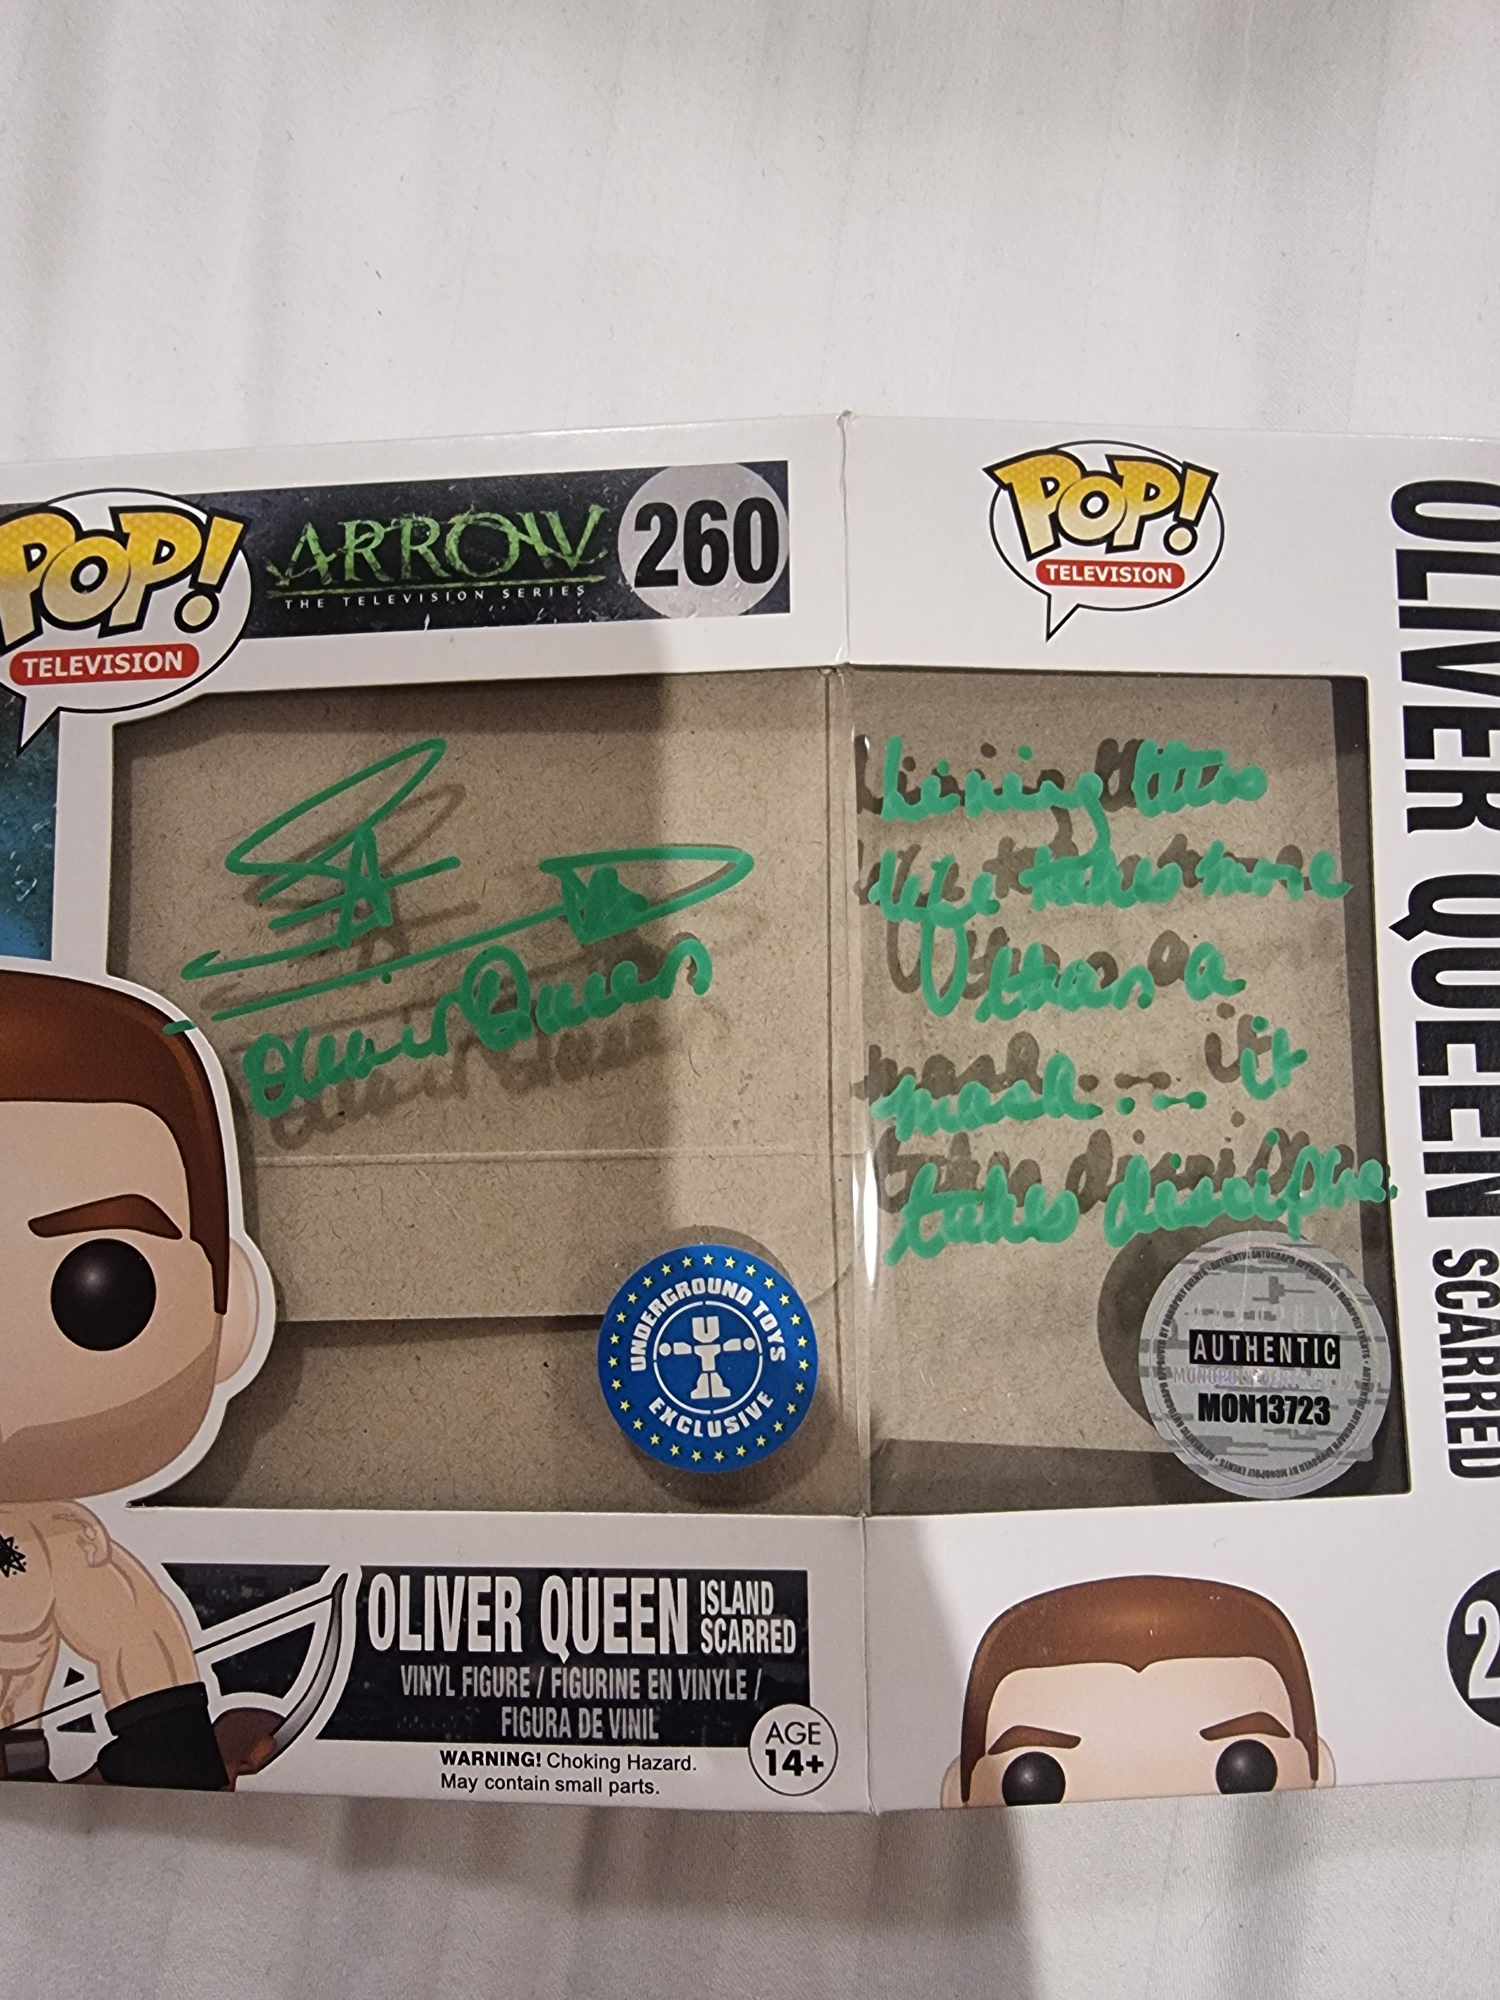 POP!
TELEVISION
ARROW
THE TELEVISION SERIES
260
Oliver Queen
UNDERGROUND TOYS
EXCLUSIVE
OLIVER QUEEN
ISLAND
SCARRED
VINYL FIGURE / FIGURINE EN VINYLE /
FIGURA DE VINIL
WARNING! Choking Hazard.
May contain small parts.
AGE
14+
POP!
TELEVISION
Living this
life takes more
than a
mask... it
takes discipline.
AUTHENTIC
MON13723
OLIVER QUEEN SCARRED
2